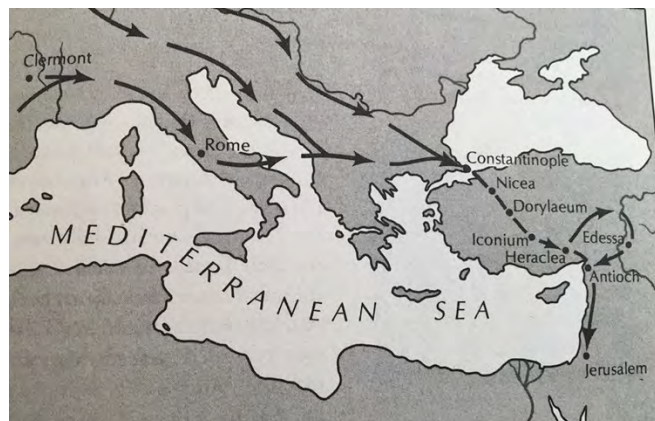 Clermont
Rome
Constantinople
Nicea
Dorylaeum
Iconium
Edessa
Heraclea
Antioch
MEDITERRANEAN SEA
Jerusalem